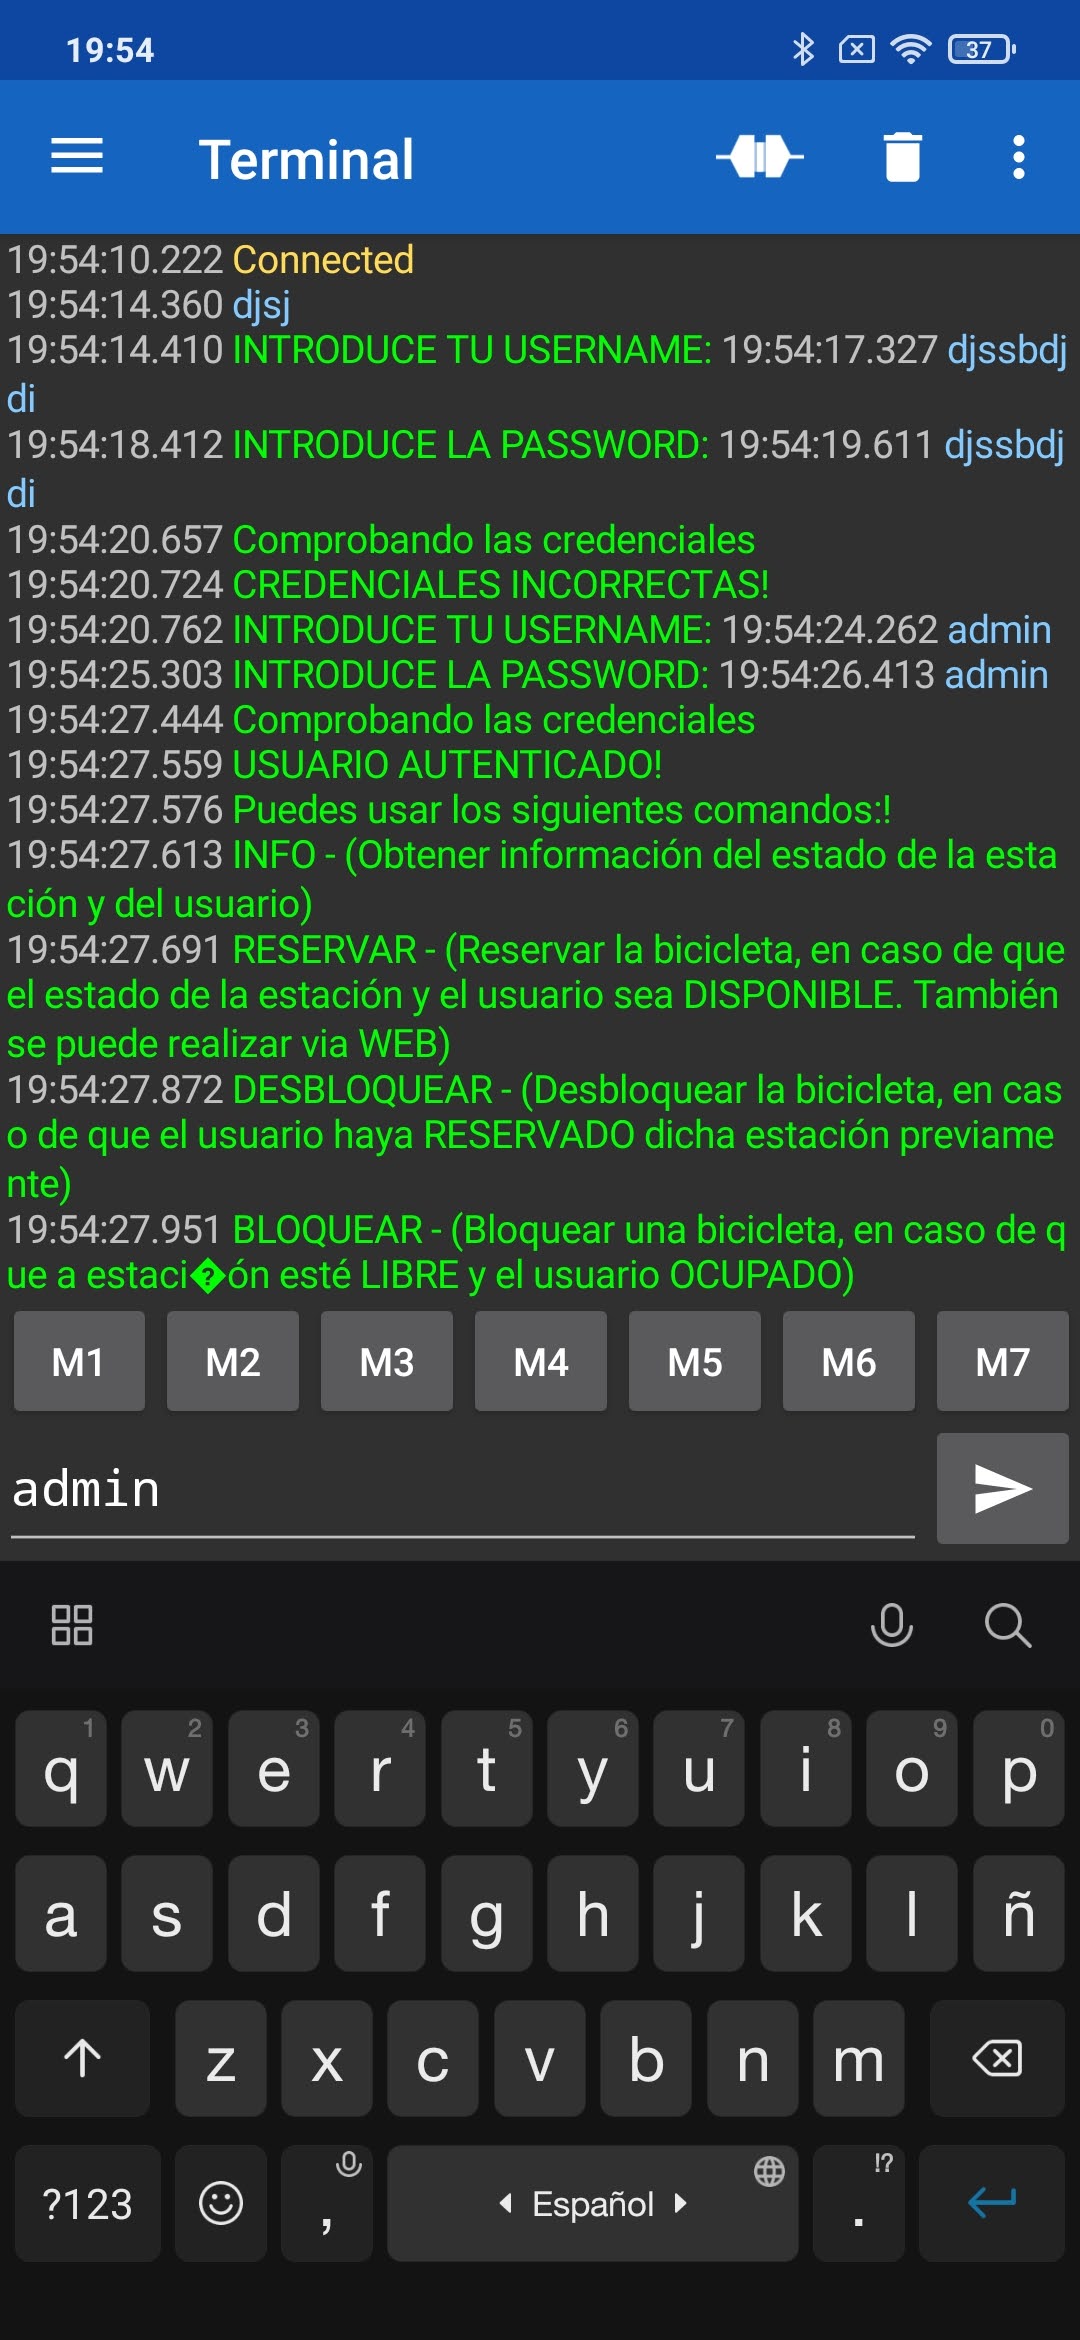 19:54
37
Terminal
19:54:10.222 Connected
19:54:14.360 djsj
19:54:14.410 INTRODUCE TU USERNAME: 19:54:17.327 djssbdj
di
19:54:18.412 INTRODUCE LA PASSWORD: 19:54:19.611 djssbdj
di
19:54:20.657 Comprobando las credenciales
19:54:20.724 CREDENCIALES INCORRECTAS!
19:54:20.762 INTRODUCE TU USERNAME: 19:54:24.262 admin
19:54:25.303 INTRODUCE LA PASSWORD: 19:54:26.413 admin
19:54:27.444 Comprobando las credenciales
19:54:27.559 USUARIO AUTENTICADO!
19:54:27.576 Puedes usar los siguientes comandos:!
19:54:27.613 INFO - (Obtener información del estado de la esta
ción y del usuario)
19:54:27.691 RESERVAR - (Reservar la bicicleta, en caso de que
el estado de la estación y el usuario sea DISPONIBLE. También
se puede realizar via WEB)
19:54:27.872 DESBLOQUEAR - (Desbloquear la bicicleta, en cas
o de que el usuario haya RESERVADO dicha estación previame
nte)
19:54:27.951 BLOQUEAR - (Bloquear una bicicleta, en caso de q
ue a estaci�ón esté LIBRE y el usuario OCUPADO)
M1 M2 M3 M4 M5 M6 M7
admin
1 2 3 4 5 6 7 8 9 0
q w e r t y u i o p
a s d f g h j k l ñ
z x c v b n m
!?
?123 , Español .